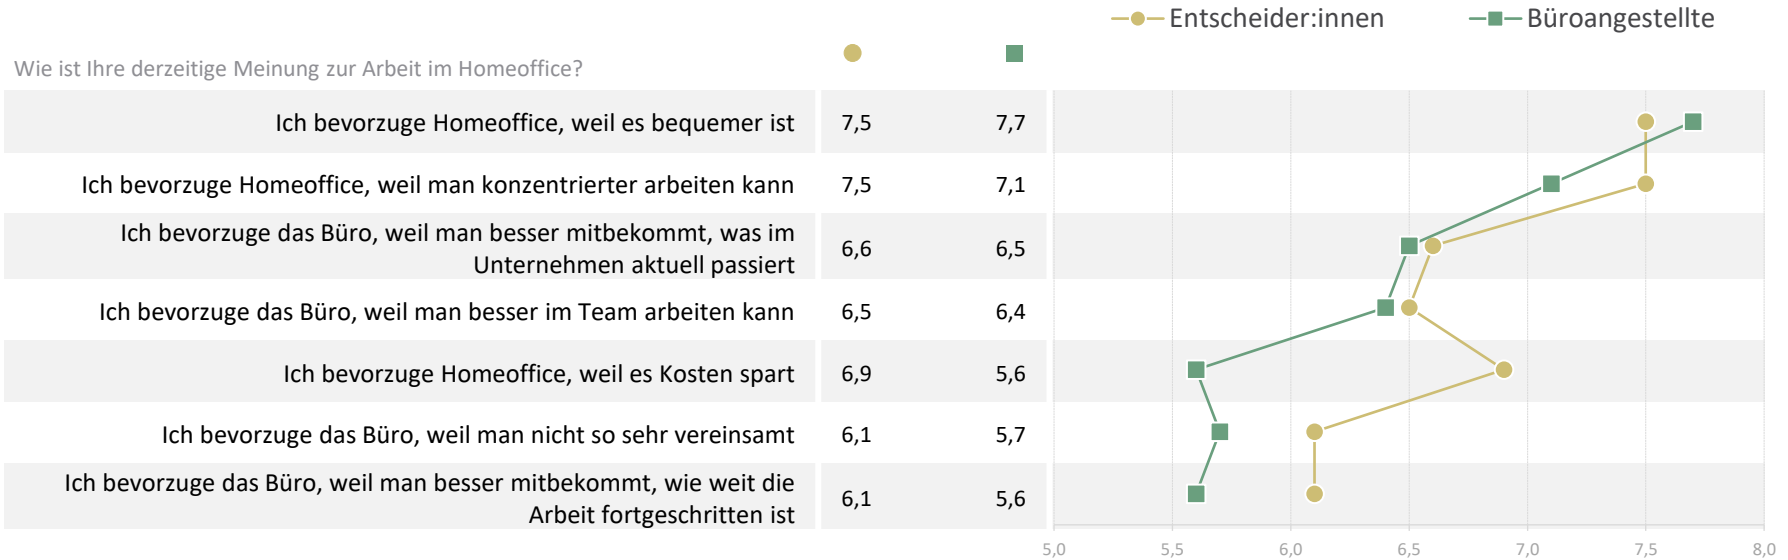 Entscheider:innen Büroangestellte
Wie ist Ihre derzeitige Meinung zur Arbeit im Homeoffice?
Ich bevorzuge Homeoffice, weil es bequemer ist 7,5 7,7
Ich bevorzuge Homeoffice, weil man konzentrierter arbeiten kann 7,5 7,1
Ich bevorzuge das Büro, weil man besser mitbekommt, was im
Unternehmen aktuell passiert 6,6 6,5
Ich bevorzuge das Büro, weil man besser im Team arbeiten kann 6,5 6,4
Ich bevorzuge Homeoffice, weil es Kosten spart 6,9 5,6
Ich bevorzuge das Büro, weil man nicht so sehr vereinsamt 6,1 5,7
Ich bevorzuge das Büro, weil man besser mitbekommt, wie weit die
Arbeit fortgeschritten ist 6,1 5,6
5,0 5,5 6,0 6,5 7,0 7,5 8,0